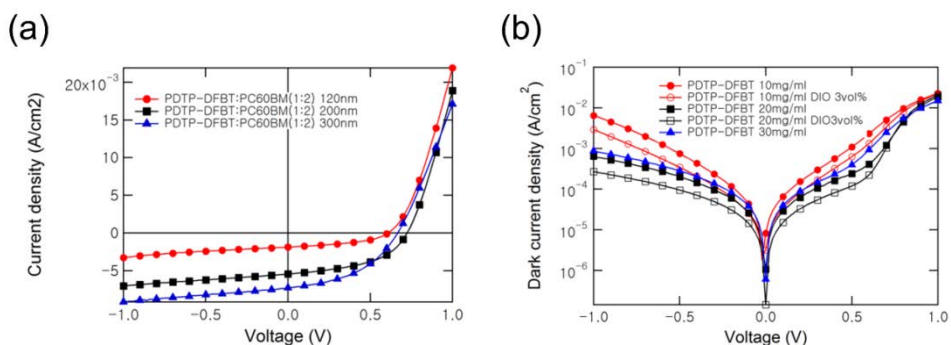 (a)
(b)
20x10⁻³
15
10
5
0
-5
Current density (A/cm2)
PDTP-DFBT:PC60BM(1:2) 120nm
PDTP-DFBT:PC60BM(1:2) 200nm
PDTP-DFBT:PC60BM(1:2) 300nm
-1.0 -0.5 0.0 0.5 1.0
Voltage (V)
10⁻¹
10⁻²
10⁻³
10⁻⁴
10⁻⁵
10⁻⁶
Dark current density (A/cm²)
PDTP-DFBT 10mg/ml
PDTP-DFBT 10mg/ml DIO 3vol%
PDTP-DFBT 20mg/ml
PDTP-DFBT 20mg/ml DIO3vol%
PDTP-DFBT 30mg/ml
-1.0 -0.5 0.0 0.5 1.0
Voltage (V)